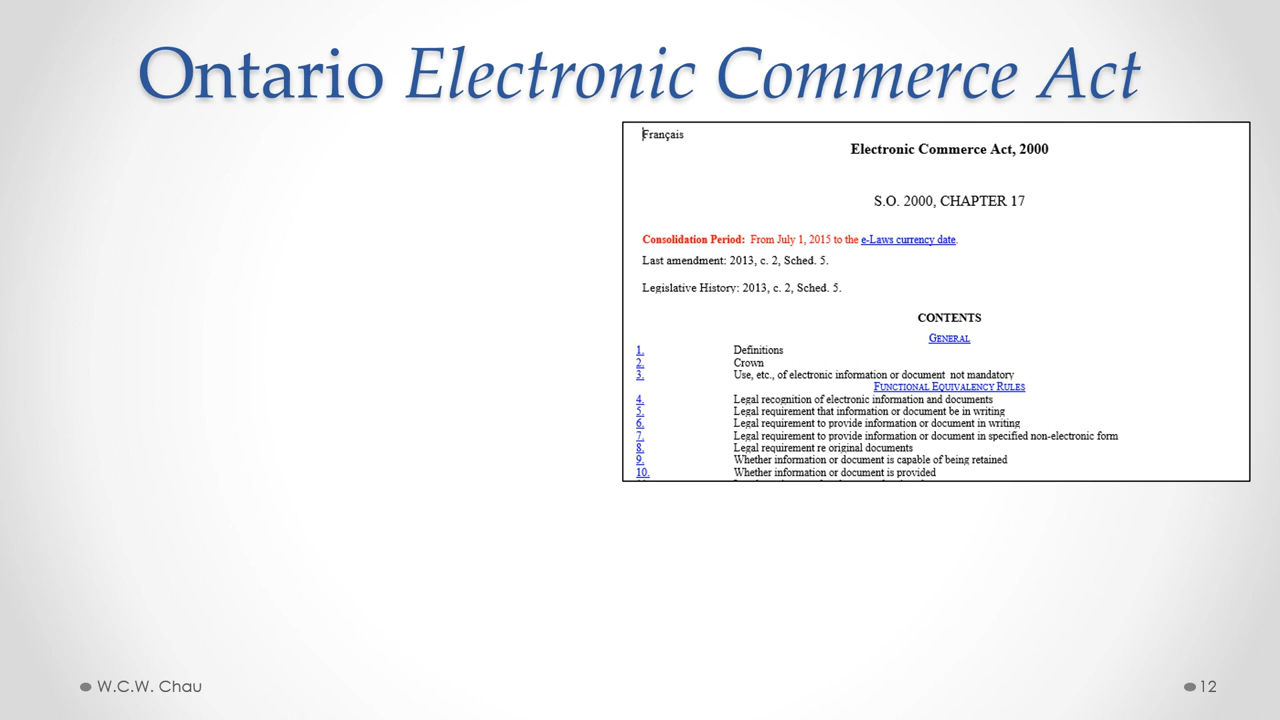 Ontario Electronic Commerce Act
Français
Electronic Commerce Act, 2000
S.O. 2000, CHAPTER 17
Consolidation Period: From July 1, 2015 to the e-Laws currency date.
Last amendment: 2013, c. 2, Sched. 5.
Legislative History: 2013, c. 2, Sched. 5.
CONTENTS
GENERAL
1. Definitions
2. Crown
3. Use, etc., of electronic information or document not mandatory
FUNCTIONAL EQUIVALENCY RULES
4. Legal recognition of electronic information and documents
5. Legal requirement that information or document be in writing
6. Legal requirement to provide information or document in writing
7. Legal requirement to provide information or document in specified non-electronic form
8. Legal requirement re original documents
9. Whether information or document is capable of being retained
10. Whether information or document is provided
W.C.W. Chau
12